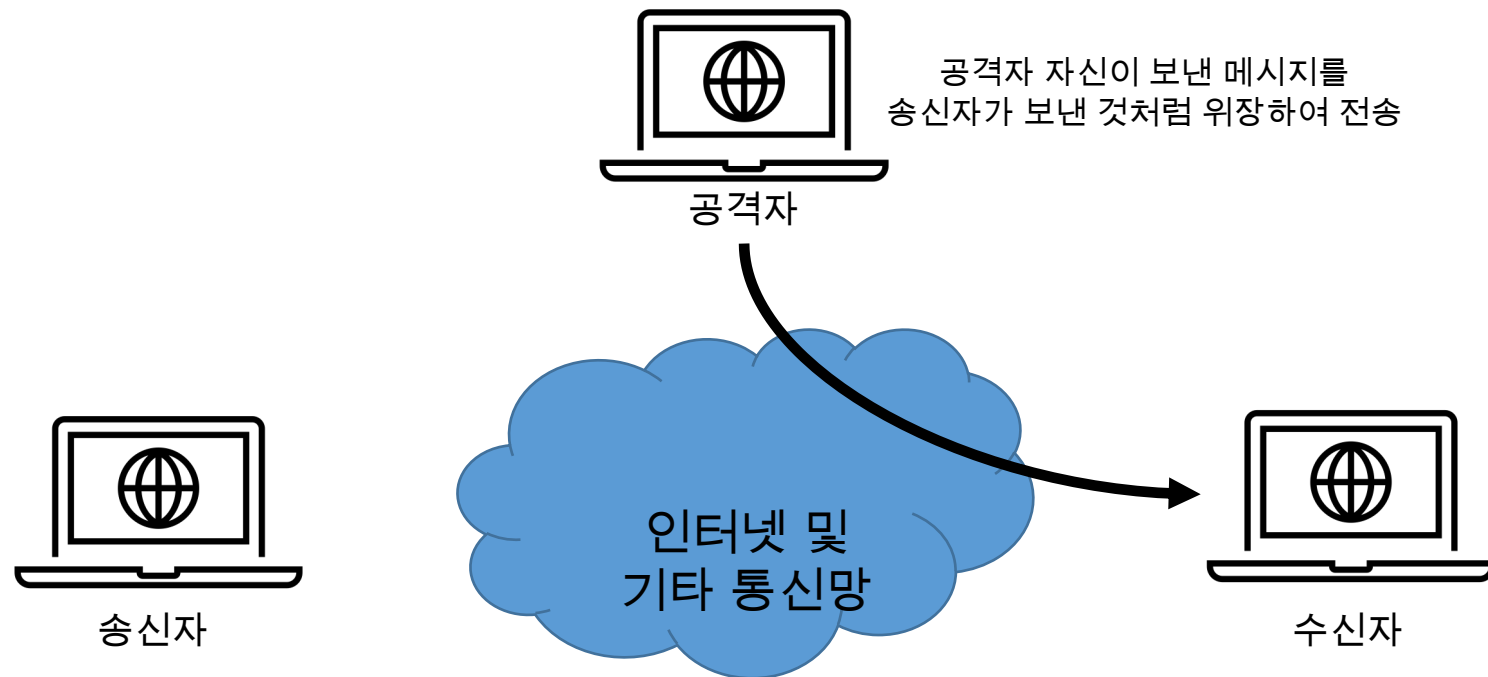 공격자 자신이 보낸 메시지를
송신자가 보낸 것처럼 위장하여 전송
공격자
인터넷 및
기타 통신망
송신자
수신자